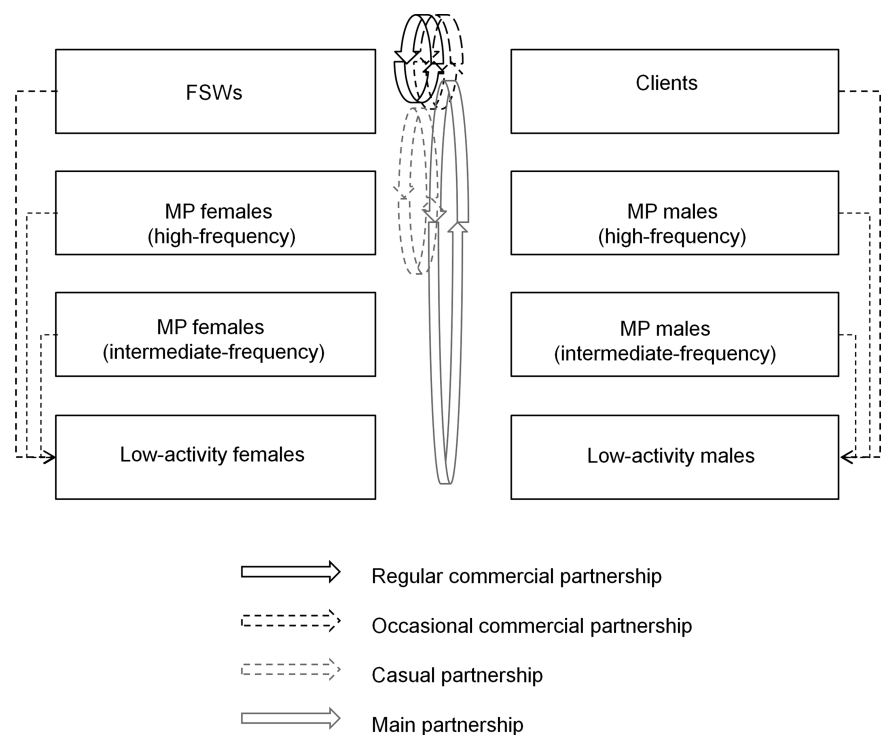 FSWs
Clients
MP females
(high-frequency)
MP males
(high-frequency)
MP females
(intermediate-frequency)
MP males
(intermediate-frequency)
Low-activity females
Low-activity males
Regular commercial partnership
Occasional commercial partnership
Casual partnership
Main partnership